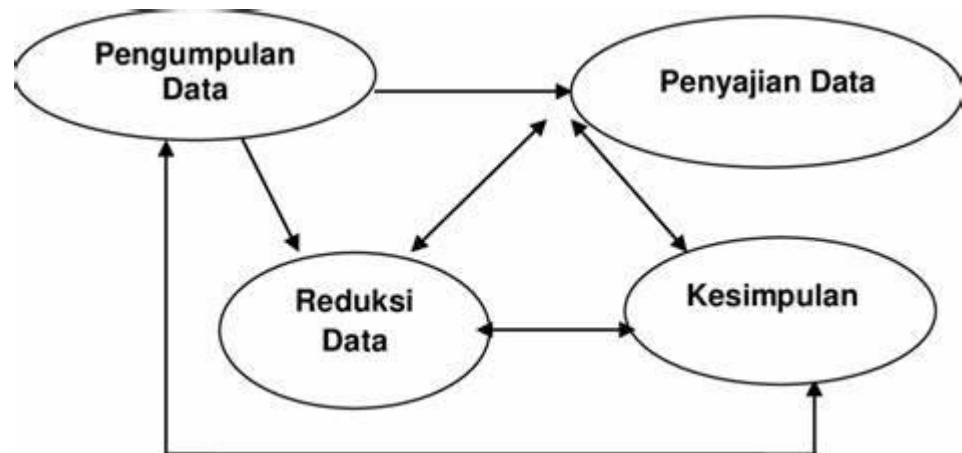 Pengumpulan
Data
Penyajian Data
Reduksi
Data
Kesimpulan